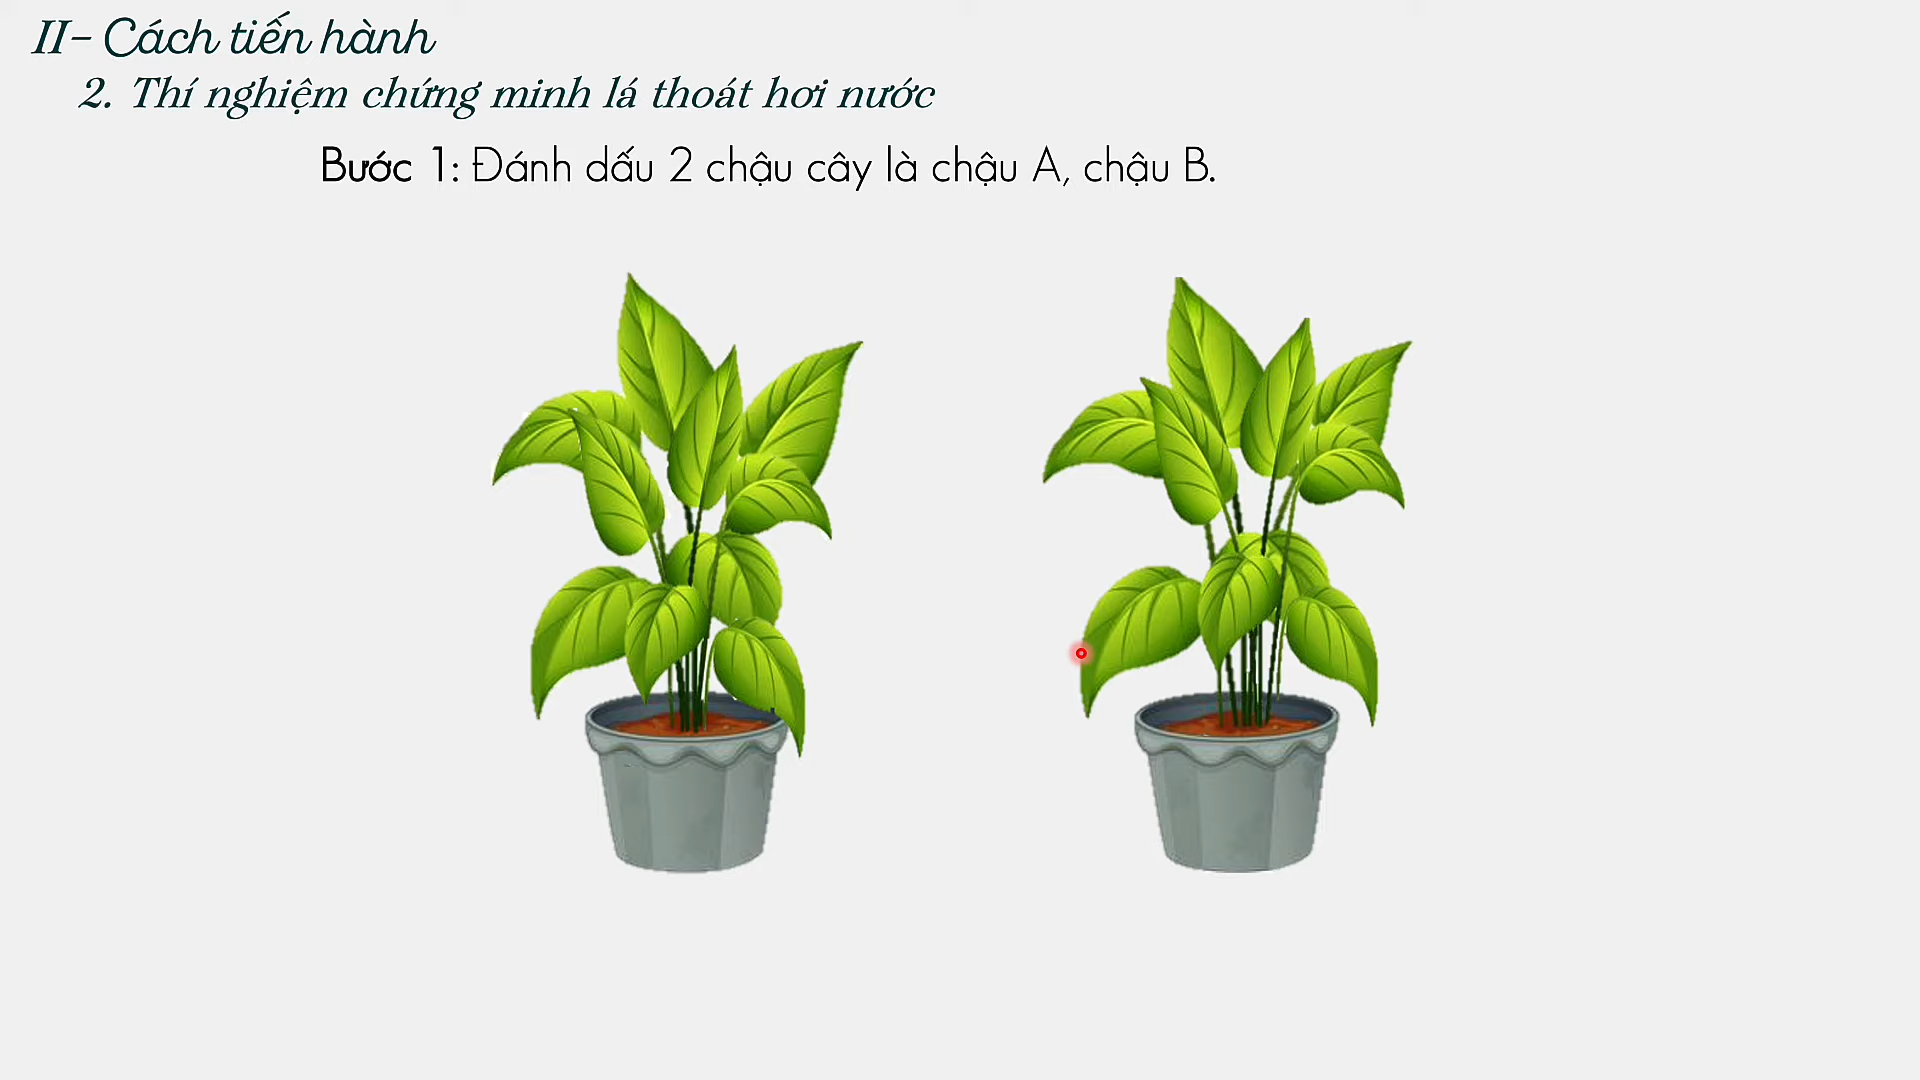 II- Cách tiến hành
2. Thí nghiệm chứng minh lá thoát hơi nước
Bước 1: Đánh dấu 2 chậu cây là chậu A, chậu B.